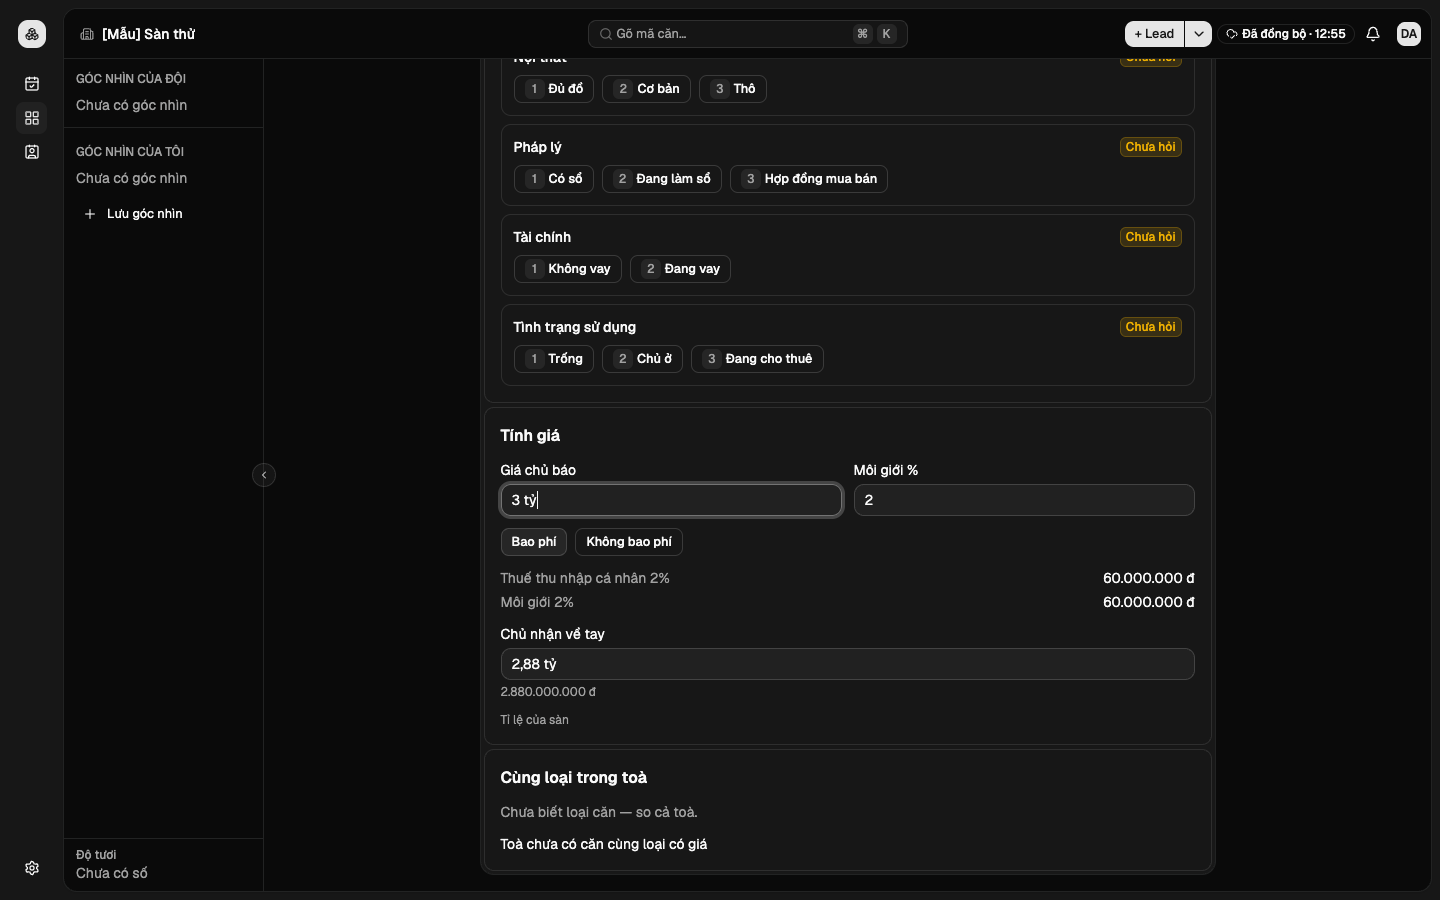 [Mẫu] Sàn thử
Gõ mã căn...
⌘ K
+ Lead
Đã đồng bộ · 12:55
DA
GÓC NHÌN CỦA ĐỘI
Chưa có góc nhìn
GÓC NHÌN CỦA TÔI
Chưa có góc nhìn
+ Lưu góc nhìn
Độ tươi
Chưa có số
Nội thất
Chưa hỏi
1 Đủ đồ
2 Cơ bản
3 Thô
Pháp lý
Chưa hỏi
1 Có sổ
2 Đang làm sổ
3 Hợp đồng mua bán
Tài chính
Chưa hỏi
1 Không vay
2 Đang vay
Tình trạng sử dụng
Chưa hỏi
1 Trống
2 Chủ ở
3 Đang cho thuê
Tính giá
Giá chủ báo
Môi giới %
3 tỷ
2
Bao phí
Không bao phí
Thuế thu nhập cá nhân 2%
60.000.000 đ
Môi giới 2%
60.000.000 đ
Chủ nhận về tay
2,88 tỷ
2.880.000.000 đ
Tỉ lệ của sàn
Cùng loại trong toà
Chưa biết loại căn — so cả toà.
Toà chưa có căn cùng loại có giá